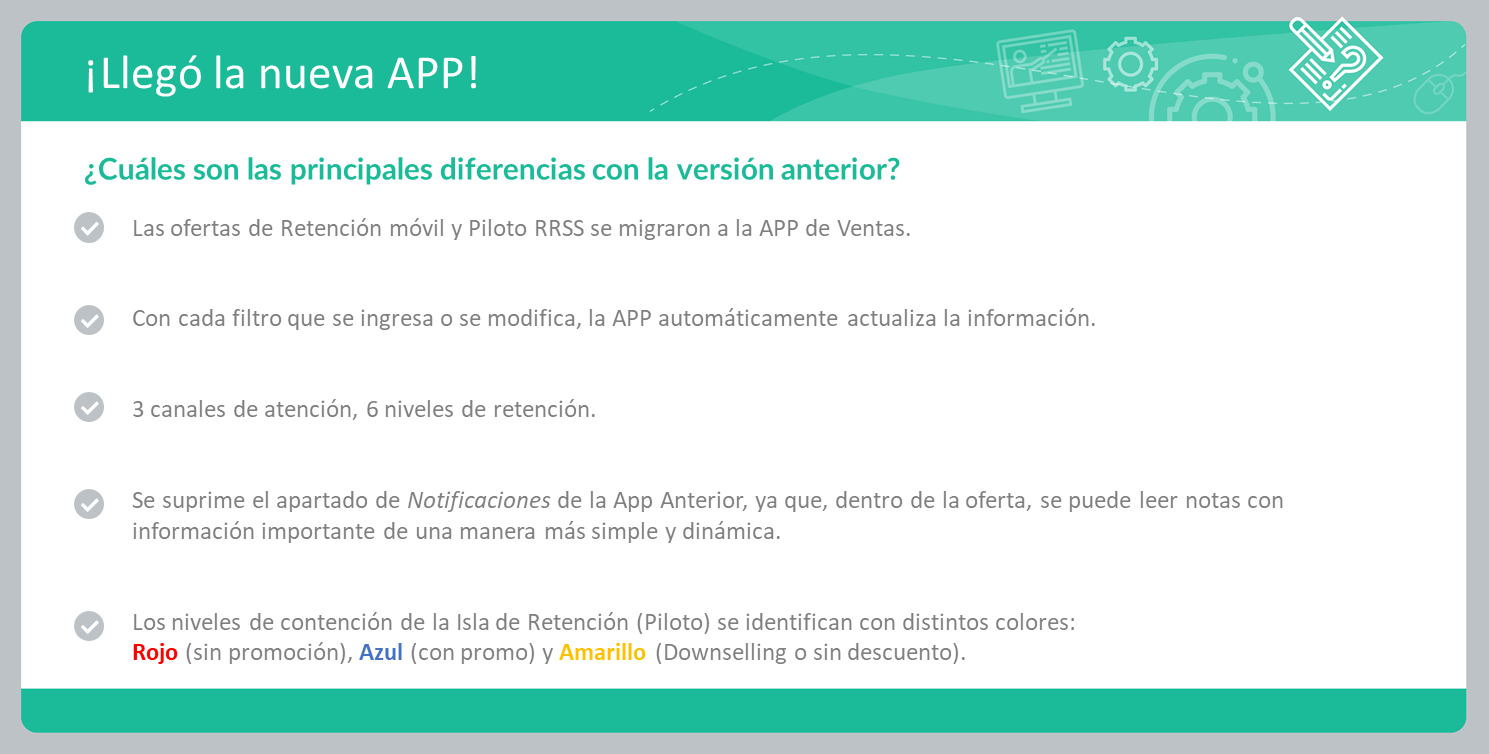 ¡Llegó la nueva APP!
¿Cuáles son las principales diferencias con la versión anterior?
Las ofertas de Retención móvil y Piloto RRSS se migraron a la APP de Ventas.
Con cada filtro que se ingresa o se modifica, la APP automáticamente actualiza la información.
3 canales de atención, 6 niveles de retención.
Se suprime el apartado de Notificaciones de la App Anterior, ya que, dentro de la oferta, se puede leer notas con
información importante de una manera más simple y dinámica.
Los niveles de contención de la Isla de Retención (Piloto) se identifican con distintos colores:
Rojo (sin promoción), Azul (con promo) y Amarillo (Downselling o sin descuento).